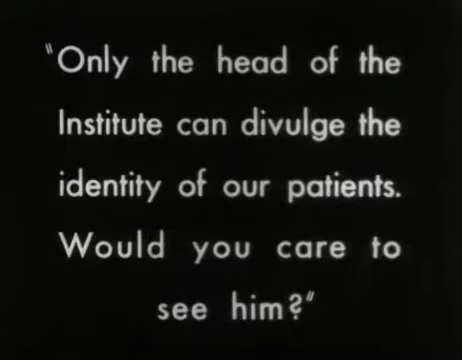 "Only the head of the
Institute can divulge the
identity of our patients.
Would you care to
see him?"